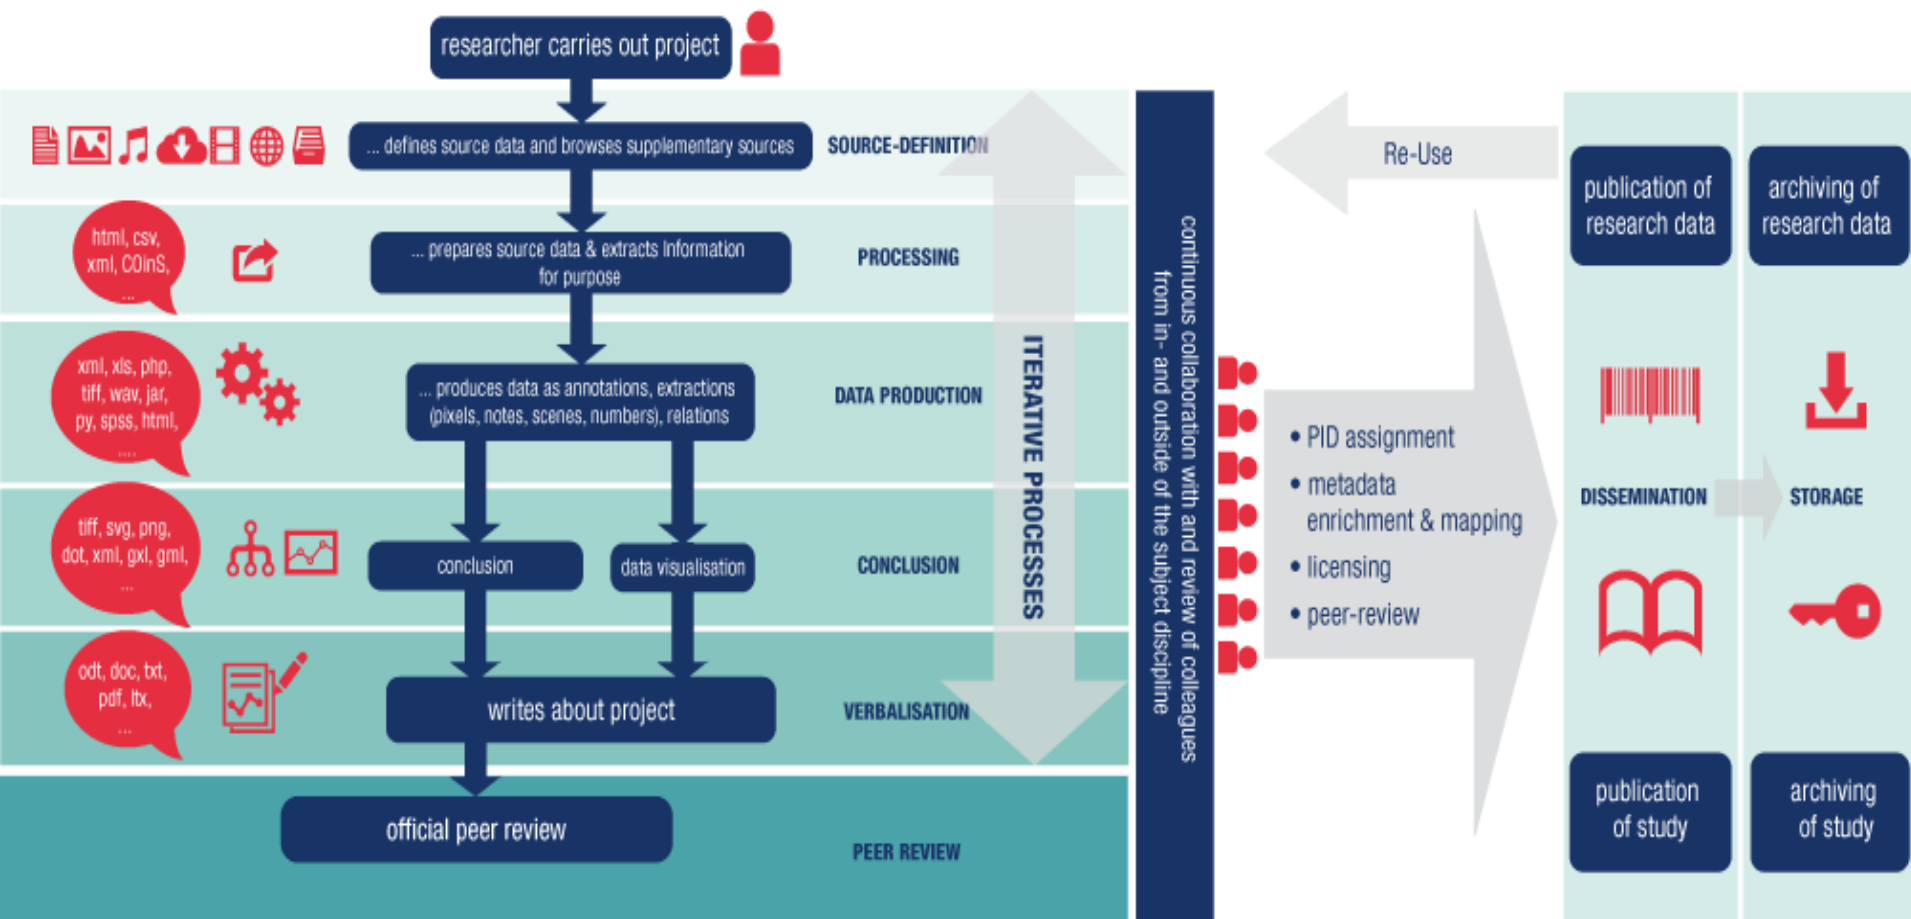 researcher carries out project
... defines source data and browses supplementary sources
SOURCE-DEFINITION
html, csv,
xml, COinS,
...
... prepares source data & extracts Information
for purpose
PROCESSING
xml, xls, php,
tiff, wav, jar,
py, spss, html,
....
... produces data as annotations, extractions
(pixels, notes, scenes, numbers), relations
DATA PRODUCTION
tiff, svg, png,
dot, xml, gxl, gml,
...
conclusion
data visualisation
CONCLUSION
odt, doc, txt,
pdf, ltx,
...
writes about project
VERBALISATION
official peer review
PEER REVIEW
ITERATIVE PROCESSES
continuous collaboration with and review of colleagues
from in- and outside of the subject discipline
Re-Use
• PID assignment
• metadata
enrichment & mapping
• licensing
• peer-review
publication of
research data
archiving of
research data
DISSEMINATION
STORAGE
publication
of study
archiving
of study